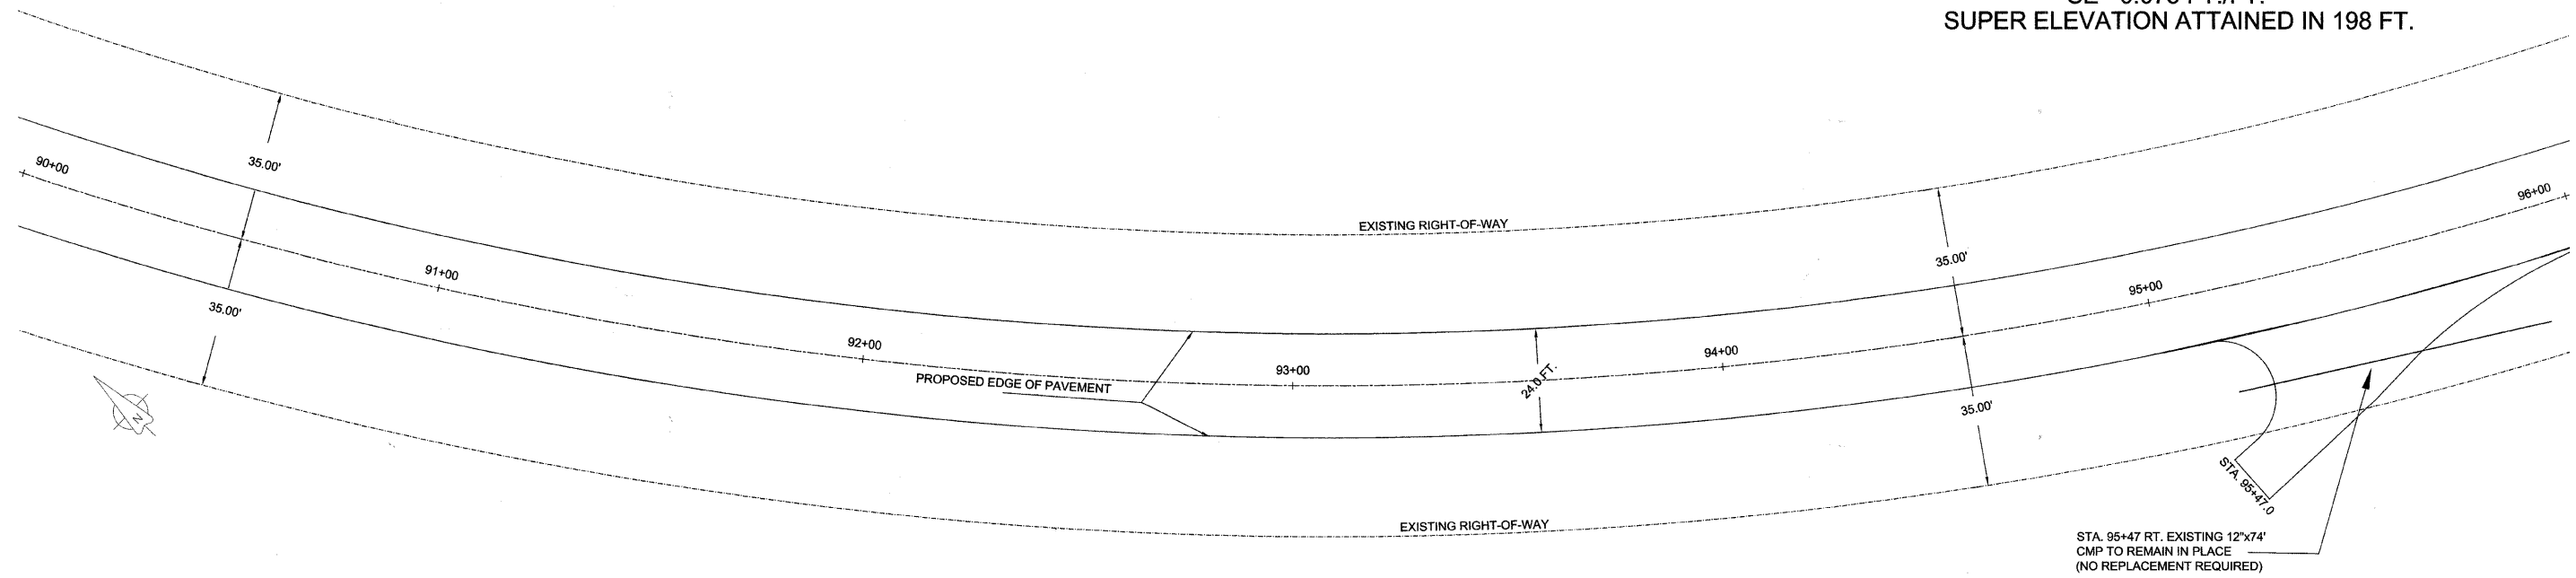 SUPER ELEVATION ATTAINED IN 198 FT.
90+00
35.00'
35.00'
91+00
92+00
PROPOSED EDGE OF PAVEMENT
EXISTING RIGHT-OF-WAY
93+00
24.0 FT.
94+00
35.00'
35.00'
95+00
96+00
EXISTING RIGHT-OF-WAY
N
STA. 95+47.0
STA. 95+47 RT. EXISTING 12"x74'
CMP TO REMAIN IN PLACE
(NO REPLACEMENT REQUIRED)